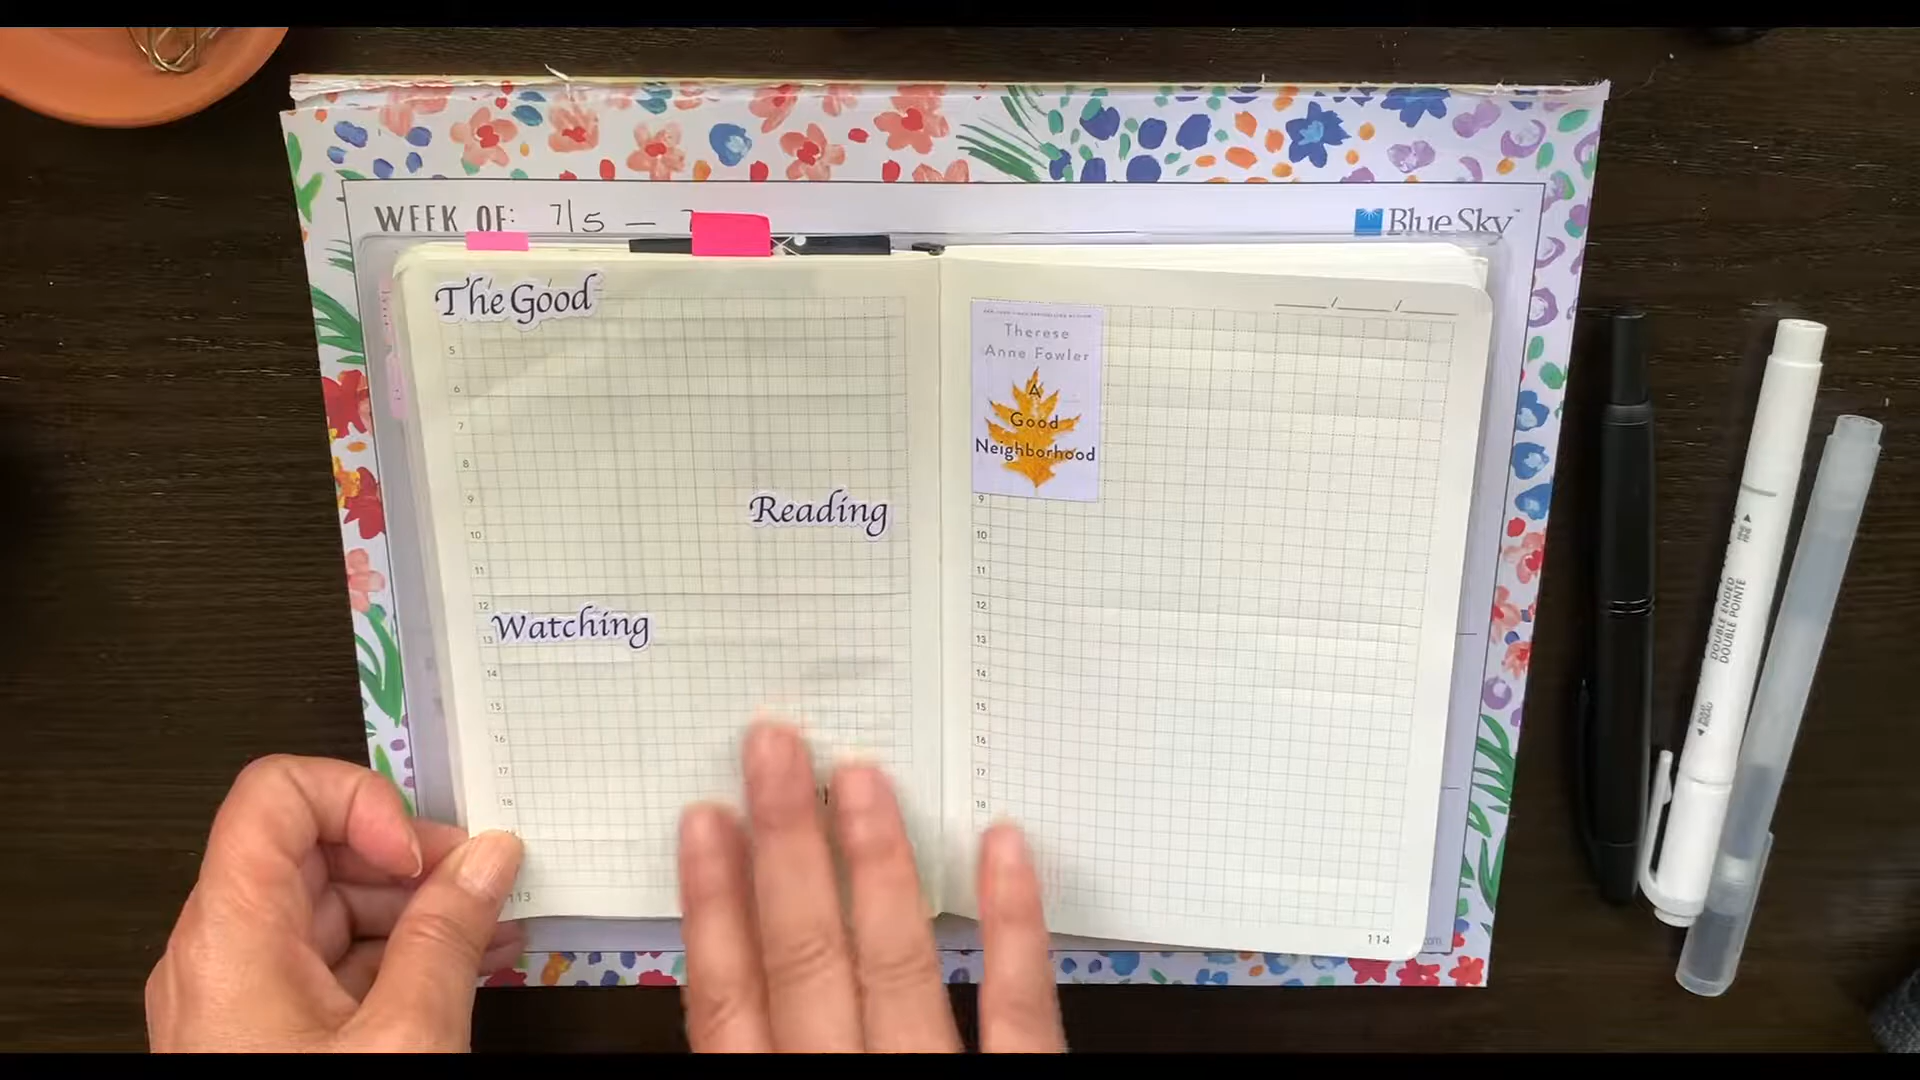 WEEK OF: 7/5 —
BlueSky™
The Good
5
6
7
8
9
10
11
12
13
14
15
16
17
18
Reading
Watching
113
Therese
Anne Fowler
A
Good
Neighborhood
9
10
11
12
13
14
15
16
17
18
114
.com
DOUBLE ENDED
DOUBLE POINTE